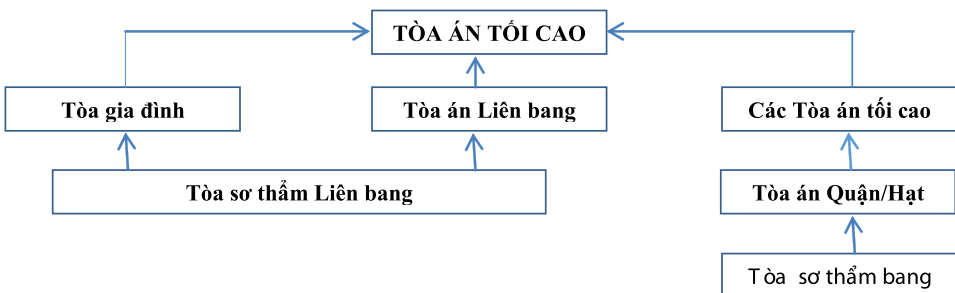 TÒA ÁN TỐI CAO
Tòa gia đình
Tòa án Liên bang
Các Tòa án tối cao
Tòa sơ thẩm Liên bang
Tòa án Quận/Hạt
Tòa sơ thẩm bang